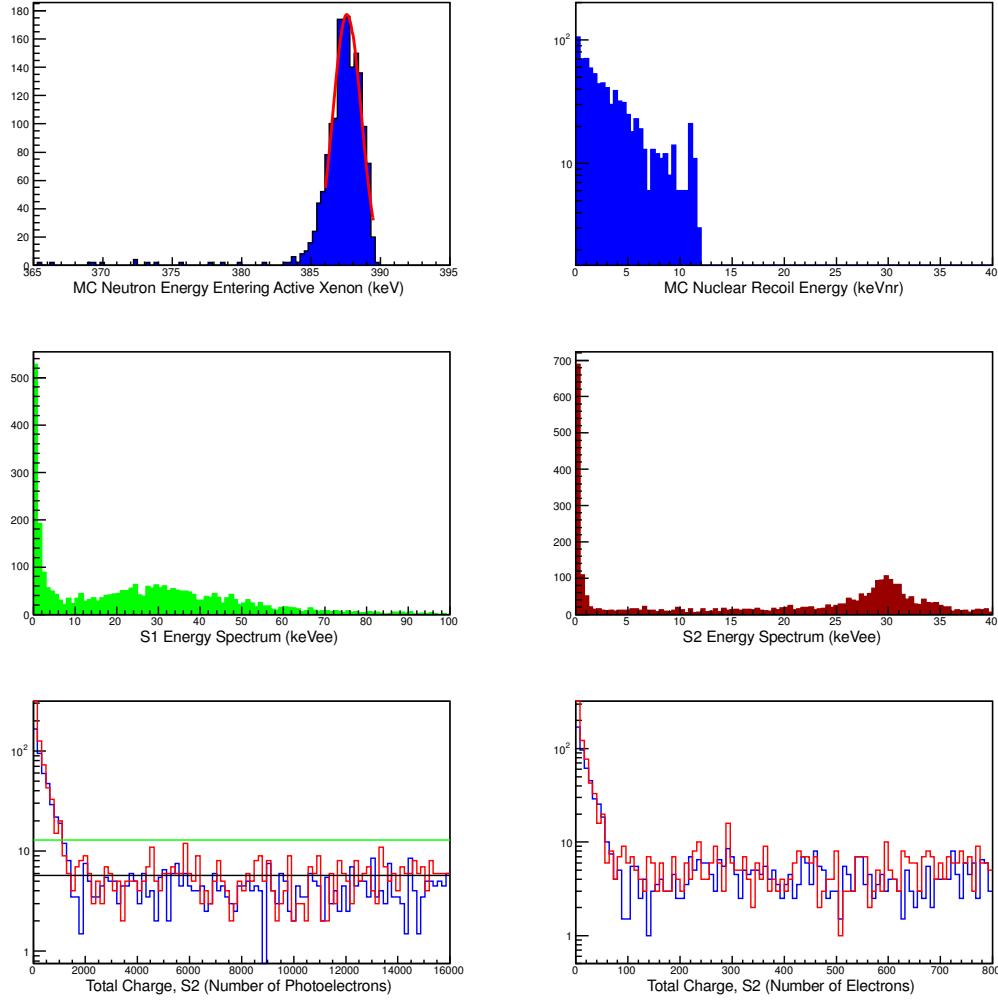 180
160
140
120
100
80
60
40
20
0
365 370 375 380 385 390 395
MC Neutron Energy Entering Active Xenon (keV)
10²
10
0 5 10 15 20 25 30 35 40
MC Nuclear Recoil Energy (keVnr)
500
400
300
200
100
0
0 10 20 30 40 50 60 70 80 90 100
S1 Energy Spectrum (keVee)
700
600
500
400
300
200
100
0
0 5 10 15 20 25 30 35 40
S2 Energy Spectrum (keVee)
10²
10
1
0 2000 4000 6000 8000 10000 12000 14000 16000
Total Charge, S2 (Number of Photoelectrons)
10²
10
1
0 100 200 300 400 500 600 700 800
Total Charge, S2 (Number of Electrons)